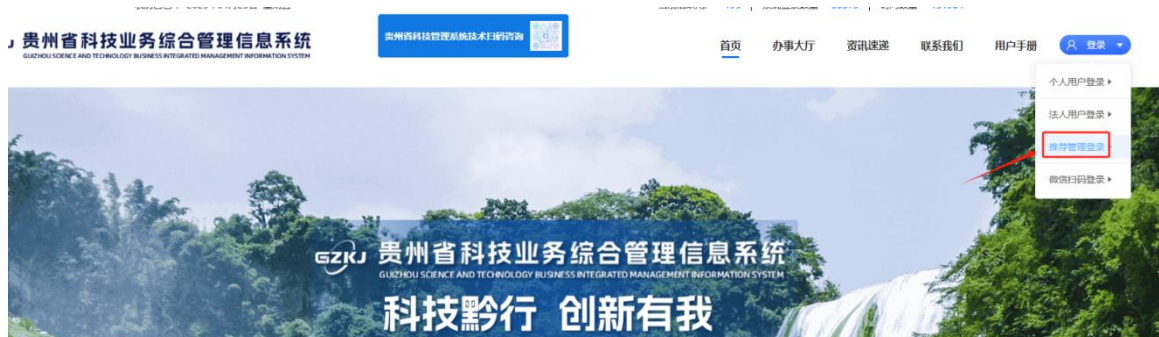 贵州省科技业务综合管理信息系统
GUIZHOU SCIENCE AND TECHNOLOGY BUSINESS INTEGRATED MANAGEMENT INFORMATION SYSTEM
贵州省科技管理系统技术扫码咨询
首页 办事大厅 资讯速递 联系我们 用户手册 登录
个人用户登录
法人用户登录
推荐管理登录
微信扫码登录
GZKJ 贵州省科技业务综合管理信息系统
GUIZHOU SCIENCE AND TECHNOLOGY BUSINESS INTEGRATED MANAGEMENT INFORMATION SYSTEM
科技黔行 创新有我